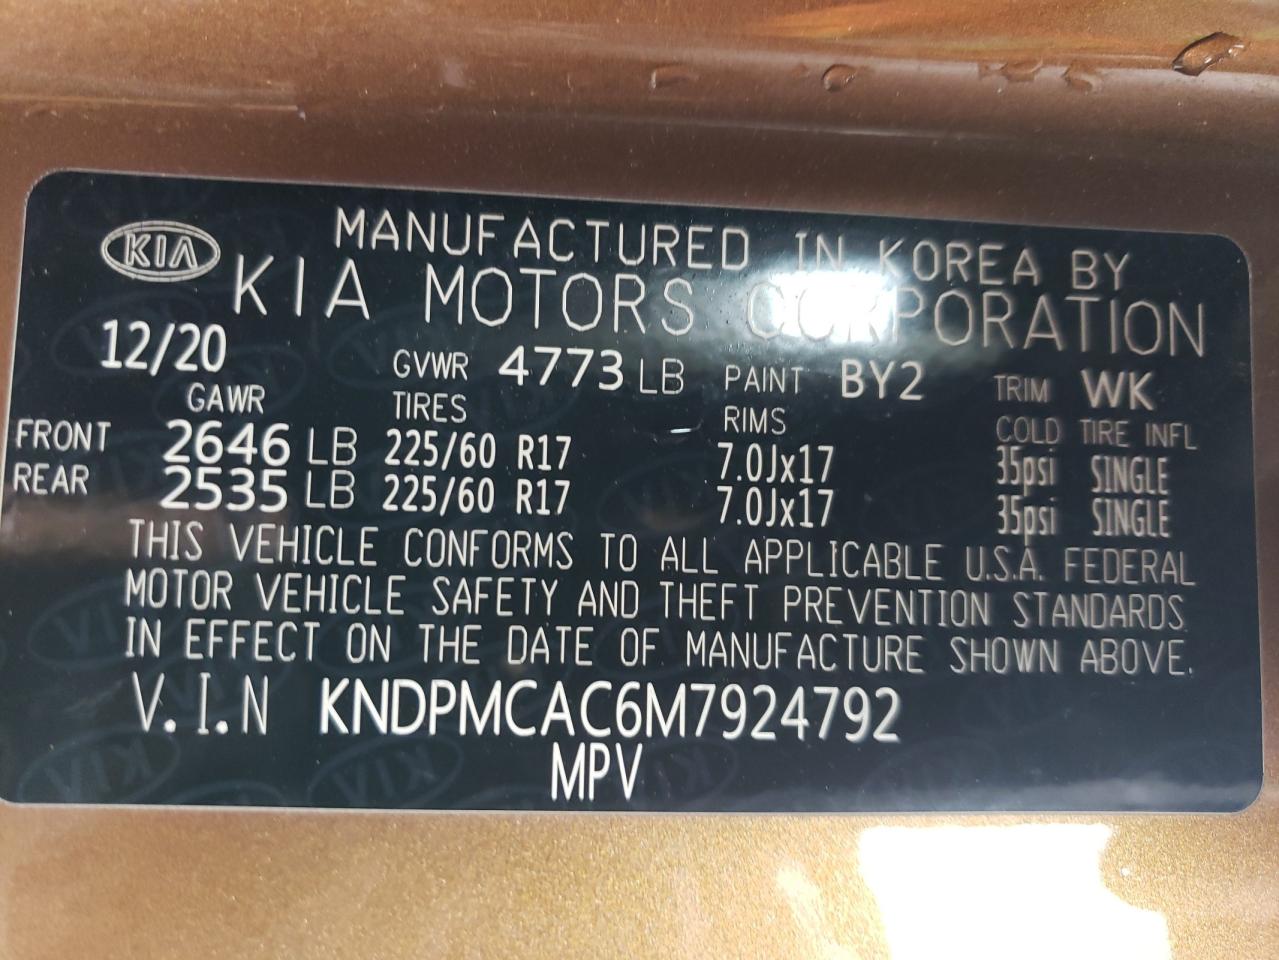 KIA
MANUFACTURED IN KOREA BY
KIA MOTORS CORPORATION
12/20 GVWR 4773 LB PAINT BY2 TRIM WK
GAWR TIRES RIMS COLD TIRE INFL
FRONT 2646 LB 225/60 R17 7.0Jx17 35psi SINGLE
REAR 2535 LB 225/60 R17 7.0Jx17 35psi SINGLE
THIS VEHICLE CONFORMS TO ALL APPLICABLE U.S.A. FEDERAL
MOTOR VEHICLE SAFETY AND THEFT PREVENTION STANDARDS
IN EFFECT ON THE DATE OF MANUFACTURE SHOWN ABOVE.
V.I.N KNDPMCAC6M7924792
MPV